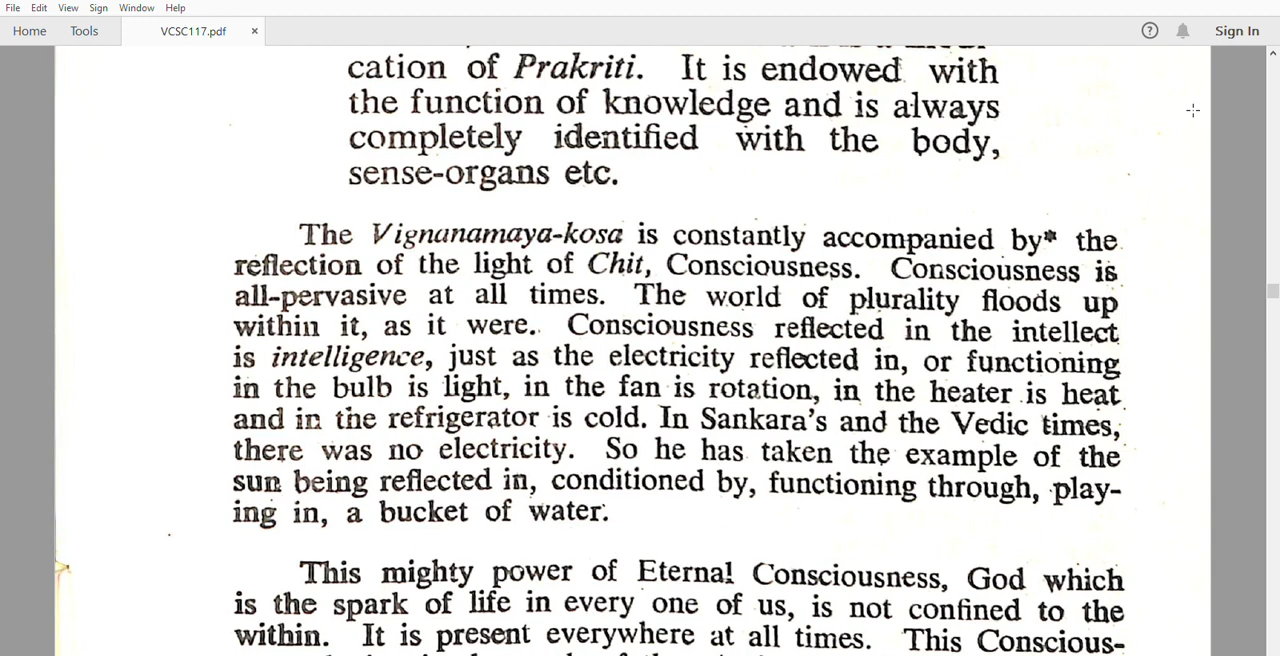 File Edit View Sign Window Help
Home Tools VCSC117.pdf × ? Sign In
cation of Prakriti. It is endowed with
the function of knowledge and is always
completely identified with the body,
sense-organs etc.
The Vignanamaya-kosa is constantly accompanied by* the
reflection of the light of Chit, Consciousness. Consciousness is
all-pervasive at all times. The world of plurality floods up
within it, as it were. Consciousness reflected in the intellect
is intelligence, just as the electricity reflected in, or functioning
in the bulb is light, in the fan is rotation, in the heater is heat
and in the refrigerator is cold. In Sankara's and the Vedic times,
there was no electricity. So he has taken the example of the
sun being reflected in, conditioned by, functioning through, play-
ing in, a bucket of water.
This mighty power of Eternal Consciousness, God which
is the spark of life in every one of us, is not confined to the
within. It is present everywhere at all times. This Conscious-